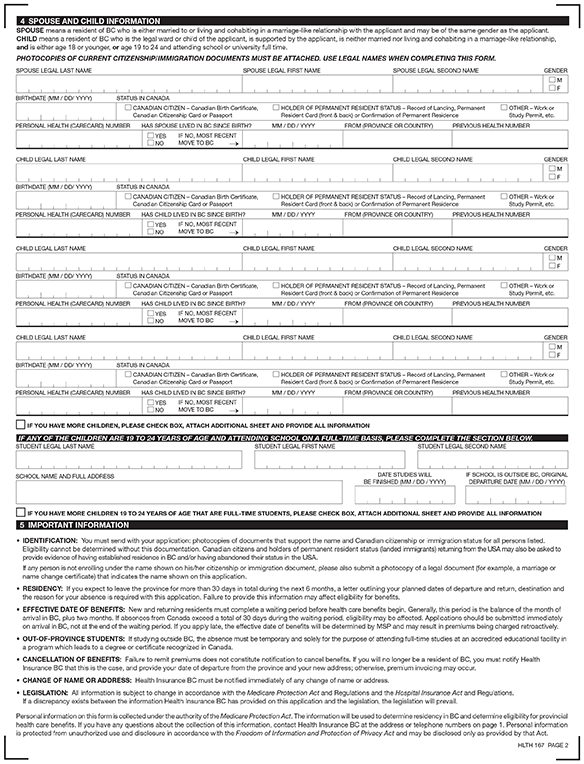 4 SPOUSE AND CHILD INFORMATION
SPOUSE means a resident of BC who is either married to or living and cohabiting in a marriage-like relationship with the applicant and may be of the same gender as the applicant.
CHILD means a resident of BC who is the legal ward or child of the applicant, is supported by the applicant, is neither married nor living and cohabiting in a marriage-like relationship,
and is either age 18 or younger, or age 19 to 24 and attending school or university full time.
PHOTOCOPIES OF CURRENT CITIZENSHIP/IMMIGRATION DOCUMENTS MUST BE ATTACHED. USE LEGAL NAMES WHEN COMPLETING THIS FORM.
SPOUSE LEGAL LAST NAME SPOUSE LEGAL FIRST NAME SPOUSE LEGAL SECOND NAME GENDER
M
F
BIRTHDATE (MM / DD/ YYYY) STATUS IN CANADA
CANADIAN CITIZEN – Canadian Birth Certificate, HOLDER OF PERMANENT RESIDENT STATUS – Record of Landing, Permanent OTHER – Work or
Canadian Citizenship Card or Passport Resident Card (front & back) or Confirmation of Permanent Residence Study Permit, etc.
PERSONAL HEALTH (CARECARD) NUMBER HAS SPOUSE LIVED IN BC SINCE BIRTH? MM / DD / YYYY FROM (PROVINCE OR COUNTRY) PREVIOUS HEALTH NUMBER
YES IF NO, MOST RECENT
NO MOVE TO BC →
CHILD LEGAL LAST NAME CHILD LEGAL FIRST NAME CHILD LEGAL SECOND NAME GENDER
M
F
BIRTHDATE (MM / DD/ YYYY) STATUS IN CANADA
CANADIAN CITIZEN – Canadian Birth Certificate, HOLDER OF PERMANENT RESIDENT STATUS – Record of Landing, Permanent OTHER – Work or
Canadian Citizenship Card or Passport Resident Card (front & back) or Confirmation of Permanent Residence Study Permit, etc.
PERSONAL HEALTH (CARECARD) NUMBER HAS CHILD LIVED IN BC SINCE BIRTH? MM / DD / YYYY FROM (PROVINCE OR COUNTRY) PREVIOUS HEALTH NUMBER
YES IF NO, MOST RECENT
NO MOVE TO BC →
CHILD LEGAL LAST NAME CHILD LEGAL FIRST NAME CHILD LEGAL SECOND NAME GENDER
M
F
BIRTHDATE (MM / DD/ YYYY) STATUS IN CANADA
CANADIAN CITIZEN – Canadian Birth Certificate, HOLDER OF PERMANENT RESIDENT STATUS – Record of Landing, Permanent OTHER – Work or
Canadian Citizenship Card or Passport Resident Card (front & back) or Confirmation of Permanent Residence Study Permit, etc.
PERSONAL HEALTH (CARECARD) NUMBER HAS CHILD LIVED IN BC SINCE BIRTH? MM / DD / YYYY FROM (PROVINCE OR COUNTRY) PREVIOUS HEALTH NUMBER
YES IF NO, MOST RECENT
NO MOVE TO BC →
CHILD LEGAL LAST NAME CHILD LEGAL FIRST NAME CHILD LEGAL SECOND NAME GENDER
M
F
BIRTHDATE (MM / DD/ YYYY) STATUS IN CANADA
CANADIAN CITIZEN – Canadian Birth Certificate, HOLDER OF PERMANENT RESIDENT STATUS – Record of Landing, Permanent OTHER – Work or
Canadian Citizenship Card or Passport Resident Card (front & back) or Confirmation of Permanent Residence Study Permit, etc.
PERSONAL HEALTH (CARECARD) NUMBER HAS CHILD LIVED IN BC SINCE BIRTH? MM / DD / YYYY FROM (PROVINCE OR COUNTRY) PREVIOUS HEALTH NUMBER
YES IF NO, MOST RECENT
NO MOVE TO BC →
IF YOU HAVE MORE CHILDREN, PLEASE CHECK BOX, ATTACH ADDITIONAL SHEET AND PROVIDE ALL INFORMATION
IF ANY OF THE CHILDREN ARE 19 TO 24 YEARS OF AGE AND ATTENDING SCHOOL ON A FULL-TIME BASIS, PLEASE COMPLETE THE SECTION BELOW.
STUDENT LEGAL LAST NAME STUDENT LEGAL FIRST NAME STUDENT LEGAL SECOND NAME
SCHOOL NAME AND FULL ADDRESS DATE STUDIES WILL IF SCHOOL IS OUTSIDE BC, ORIGINAL
BE FINISHED (MM / DD / YYYY) DEPARTURE DATE (MM / DD / YYYY)
IF YOU HAVE MORE CHILDREN 19 TO 24 YEARS OF AGE THAT ARE FULL-TIME STUDENTS, PLEASE CHECK BOX, ATTACH ADDITIONAL SHEET AND PROVIDE ALL INFORMATION
5 IMPORTANT INFORMATION
• IDENTIFICATION: You must send with your application: photocopies of documents that support the name and Canadian citizenship or immigration status for all persons listed.
Eligibility cannot be determined without this documentation. Canadian citizens and holders of permanent resident status (landed immigrants) returning from the USA may also be asked to
provide evidence of having established residence in BC and/or having abandoned their status in the USA.
If any person is not enrolling under the name shown on his/her citizenship or immigration document, please also submit a photocopy of a legal document (for example, a marriage or
name change certificate) that indicates the name shown on this application.
• RESIDENCY: If you expect to leave the province for more than 30 days in total during the next 6 months, a letter outlining your planned dates of departure and return, destination and
the reason for your absence is required with this application. Failure to provide this information may affect eligibility for benefits.
• EFFECTIVE DATE OF BENEFITS: New and returning residents must complete a waiting period before health care benefits begin. Generally, this period is the balance of the month of
arrival in BC, plus two months. If absences from Canada exceed a total of 30 days during the waiting period, eligibility may be affected. Applications should be submitted immediately
on arrival in BC, not at the end of the waiting period. If you apply late, the effective date of benefits will be determined by MSP and may result in premiums being charged retroactively.
• OUT-OF-PROVINCE STUDENTS: If studying outside BC, the absence must be temporary and solely for the purpose of attending full-time studies at an accredited educational facility in
a program which leads to a degree or certificate recognized in Canada.
• CANCELLATION OF BENEFITS: Failure to remit premiums does not constitute notification to cancel benefits. If you will no longer be a resident of BC, you must notify Health
Insurance BC that this is the case, and provide your date of departure from the province and your new address; otherwise, premium invoicing may occur.
• CHANGE OF NAME OR ADDRESS: Health Insurance BC must be notified immediately of any change of name or address.
• LEGISLATION: All information is subject to change in accordance with the Medicare Protection Act and Regulations and the Hospital Insurance Act and Regulations.
If a discrepancy exists between the information Health Insurance BC has provided on this application and the legislation, the legislation will prevail.
Personal information on this form is collected under the authority of the Medicare Protection Act. The information will be used to determine residency in BC and determine eligibility for provincial
health care benefits. If you have any questions about the collection of this information, contact Health Insurance BC at the address or telephone numbers on page 1. Personal information
is protected from unauthorized use and disclosure in accordance with the Freedom of Information and Protection of Privacy Act and may be disclosed only as provided by that Act.
HLTH 167 PAGE 2